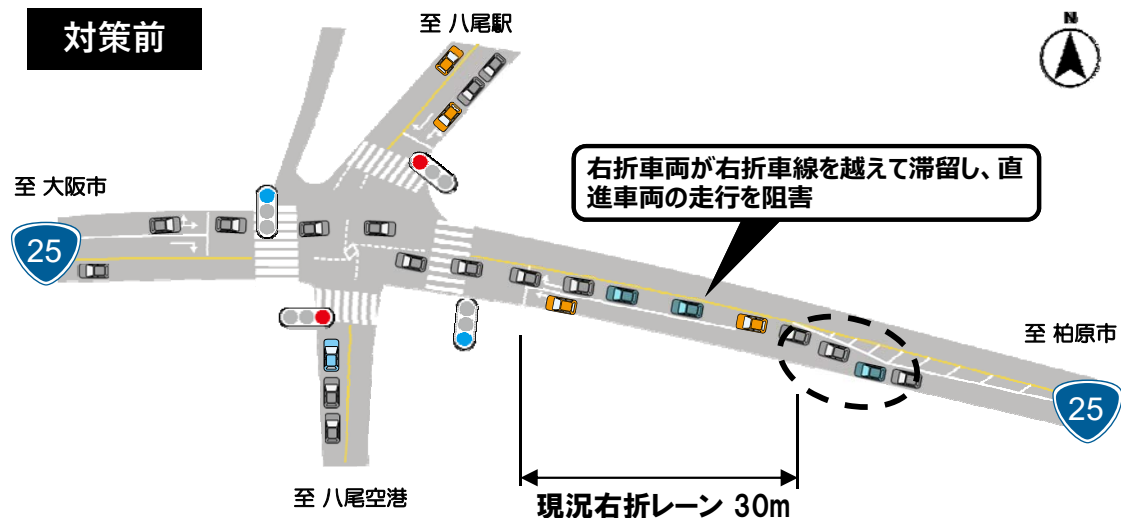 対策前
至 八尾駅
N
右折車両が右折車線を越えて滞留し、直
進車両の走行を阻害
至 大阪市
25
至 柏原市
25
至 八尾空港
現況右折レーン 30m